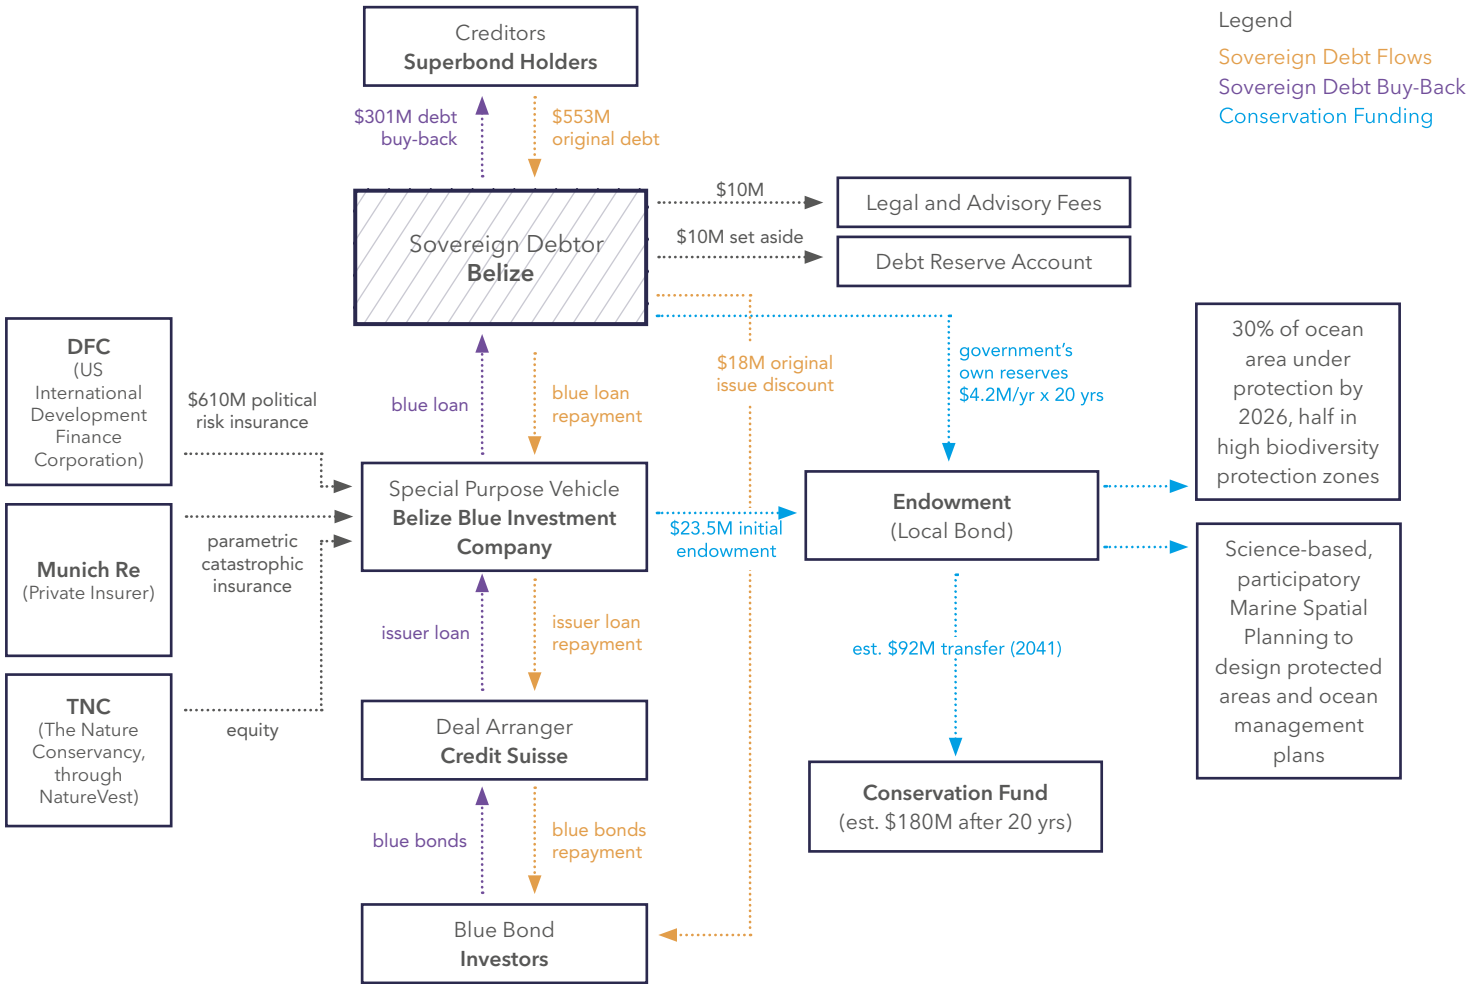 Creditors
Superbond Holders
Legend
Sovereign Debt Flows
Sovereign Debt Buy-Back
Conservation Funding
$301M debt
buy-back
$553M
original debt
Sovereign Debtor
Belize
$10M
Legal and Advisory Fees
$10M set aside
Debt Reserve Account
DFC
(US
International
Development
Finance
Corporation)
$610M political
risk insurance
blue loan
blue loan
repayment
$18M original
issue discount
government’s
own reserves
$4.2M/yr x 20 yrs
30% of ocean
area under
protection by
2026, half in
high biodiversity
protection zones
Munich Re
(Private Insurer)
parametric
catastrophic
insurance
Special Purpose Vehicle
Belize Blue Investment
Company
$23.5M initial
endowment
Endowment
(Local Bond)
Science-based,
participatory
Marine Spatial
Planning to
design protected
areas and ocean
management
plans
issuer loan
issuer loan
repayment
est. $92M transfer (2041)
TNC
(The Nature
Conservancy,
through
NatureVest)
equity
Deal Arranger
Credit Suisse
Conservation Fund
(est. $180M after 20 yrs)
blue bonds
blue bonds
repayment
Blue Bond
Investors